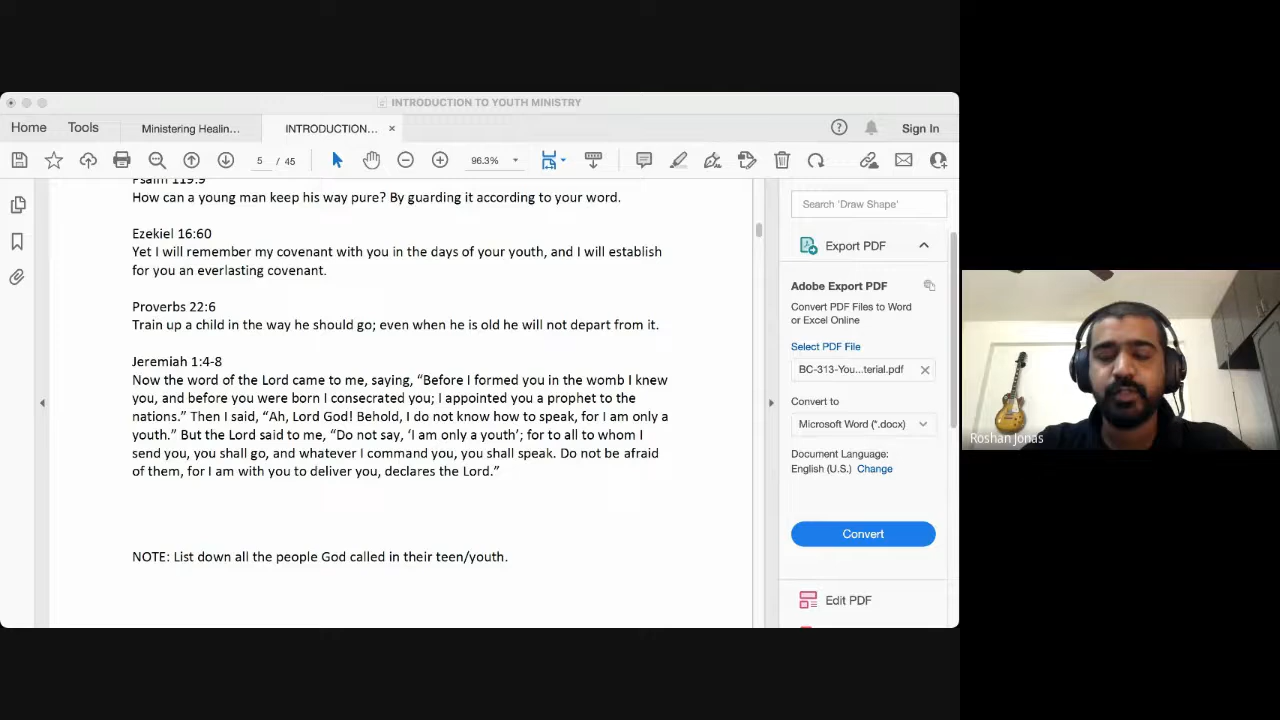 INTRODUCTION TO YOUTH MINISTRY
Home
Tools
Ministering Healin...
INTRODUCTION...
Sign In
5 / 45
96.3%
Psalm 119:9
How can a young man keep his way pure? By guarding it according to your word.
Ezekiel 16:60
Yet I will remember my covenant with you in the days of your youth, and I will establish
for you an everlasting covenant.
Proverbs 22:6
Train up a child in the way he should go; even when he is old he will not depart from it.
Jeremiah 1:4-8
Now the word of the Lord came to me, saying, “Before I formed you in the womb I knew
you, and before you were born I consecrated you; I appointed you a prophet to the
nations.” Then I said, “Ah, Lord God! Behold, I do not know how to speak, for I am only a
youth.” But the Lord said to me, “Do not say, ‘I am only a youth’; for to all to whom I
send you, you shall go, and whatever I command you, you shall speak. Do not be afraid
of them, for I am with you to deliver you, declares the Lord.”
NOTE: List down all the people God called in their teen/youth.
Search 'Draw Shape'
Export PDF
Adobe Export PDF
Convert PDF Files to Word
or Excel Online
Select PDF File
BC-313-You...terial.pdf
Convert to
Microsoft Word (*.docx)
Document Language:
English (U.S.) Change
Convert
Edit PDF
Roshan Jonas